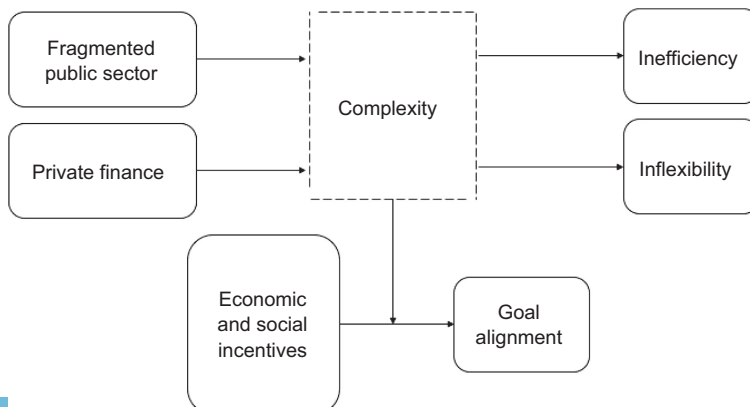 Fragmented
public sector
Private finance
Complexity
Inefficiency
Inflexibility
Economic
and social
incentives
Goal
alignment